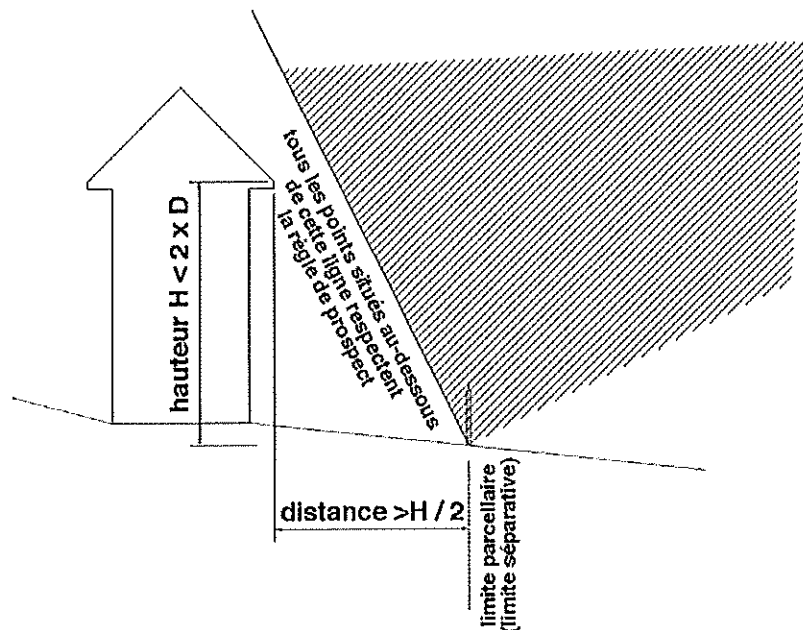 hauteur H < 2 x D
tous les points situés au-dessous
de cette ligne respectent
la règle de prospect
distance >H / 2
limite parcellaire
(limite séparative)